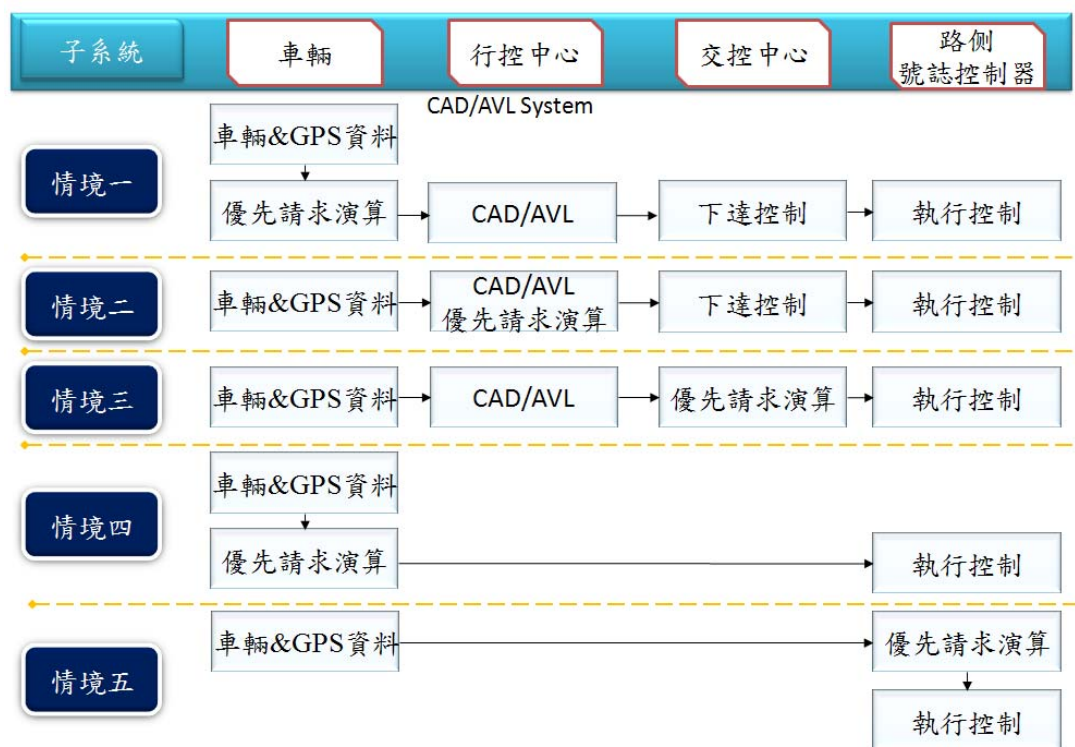 子系統
車輛
行控中心
交控中心
路側
號誌控制器
CAD/AVL System
情境一
車輛&GPS資料
優先請求演算
CAD/AVL
下達控制
執行控制
情境二
車輛&GPS資料
CAD/AVL
優先請求演算
下達控制
執行控制
情境三
車輛&GPS資料
CAD/AVL
優先請求演算
執行控制
情境四
車輛&GPS資料
優先請求演算
執行控制
情境五
車輛&GPS資料
優先請求演算
執行控制